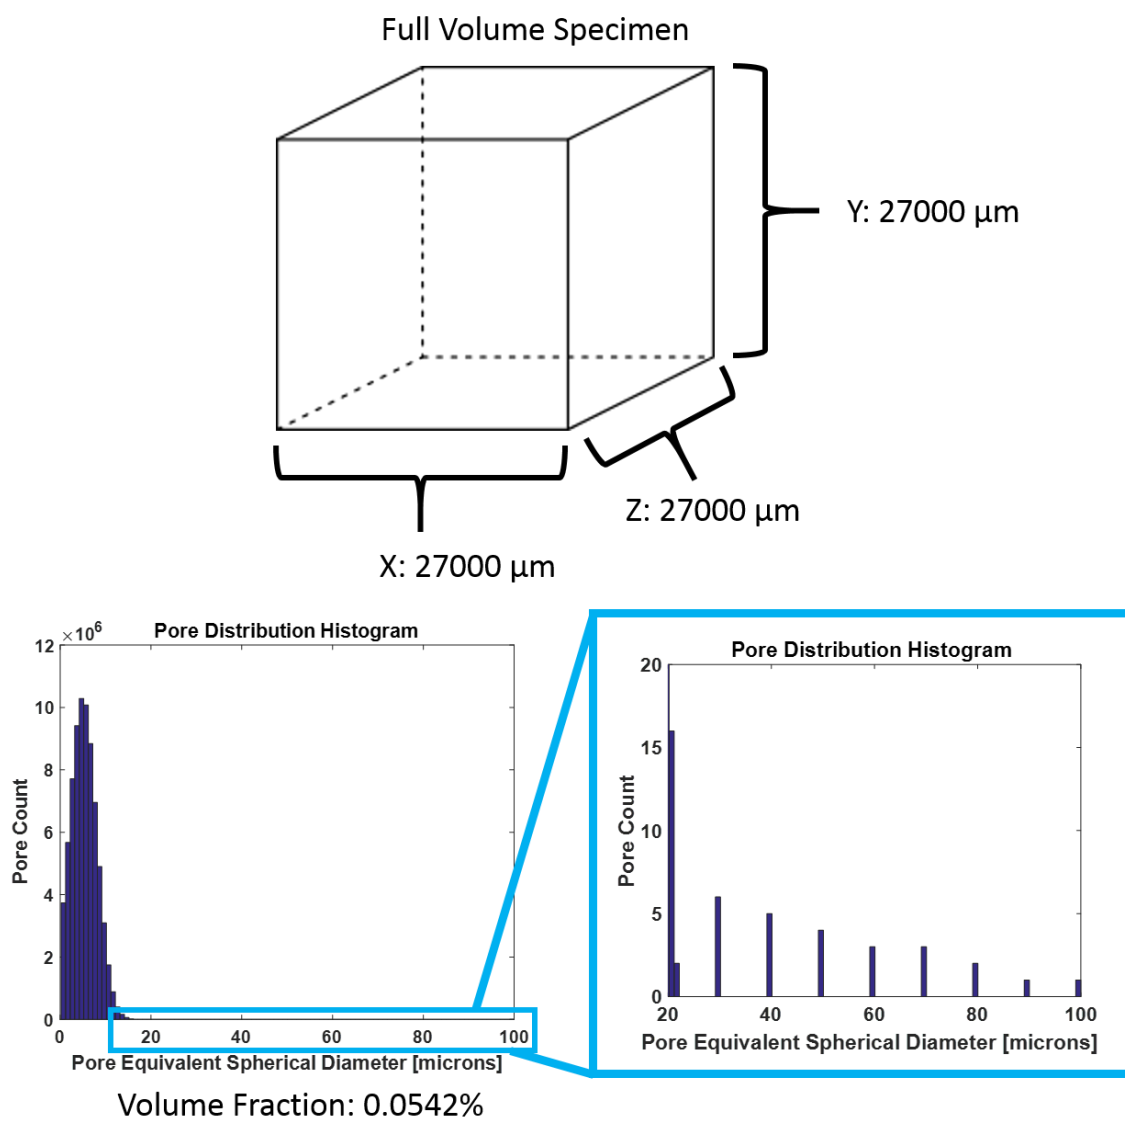 Full Volume Specimen
Y: 27000 µm
Z: 27000 µm
X: 27000 µm
×10⁶
Pore Distribution Histogram
12
10
8
6
4
2
0
Pore Count
0 20 40 60 80 100
Pore Equivalent Spherical Diameter [microns]
Volume Fraction: 0.0542%
Pore Distribution Histogram
20
15
10
5
0
Pore Count
20 40 60 80 100
Pore Equivalent Spherical Diameter [microns]